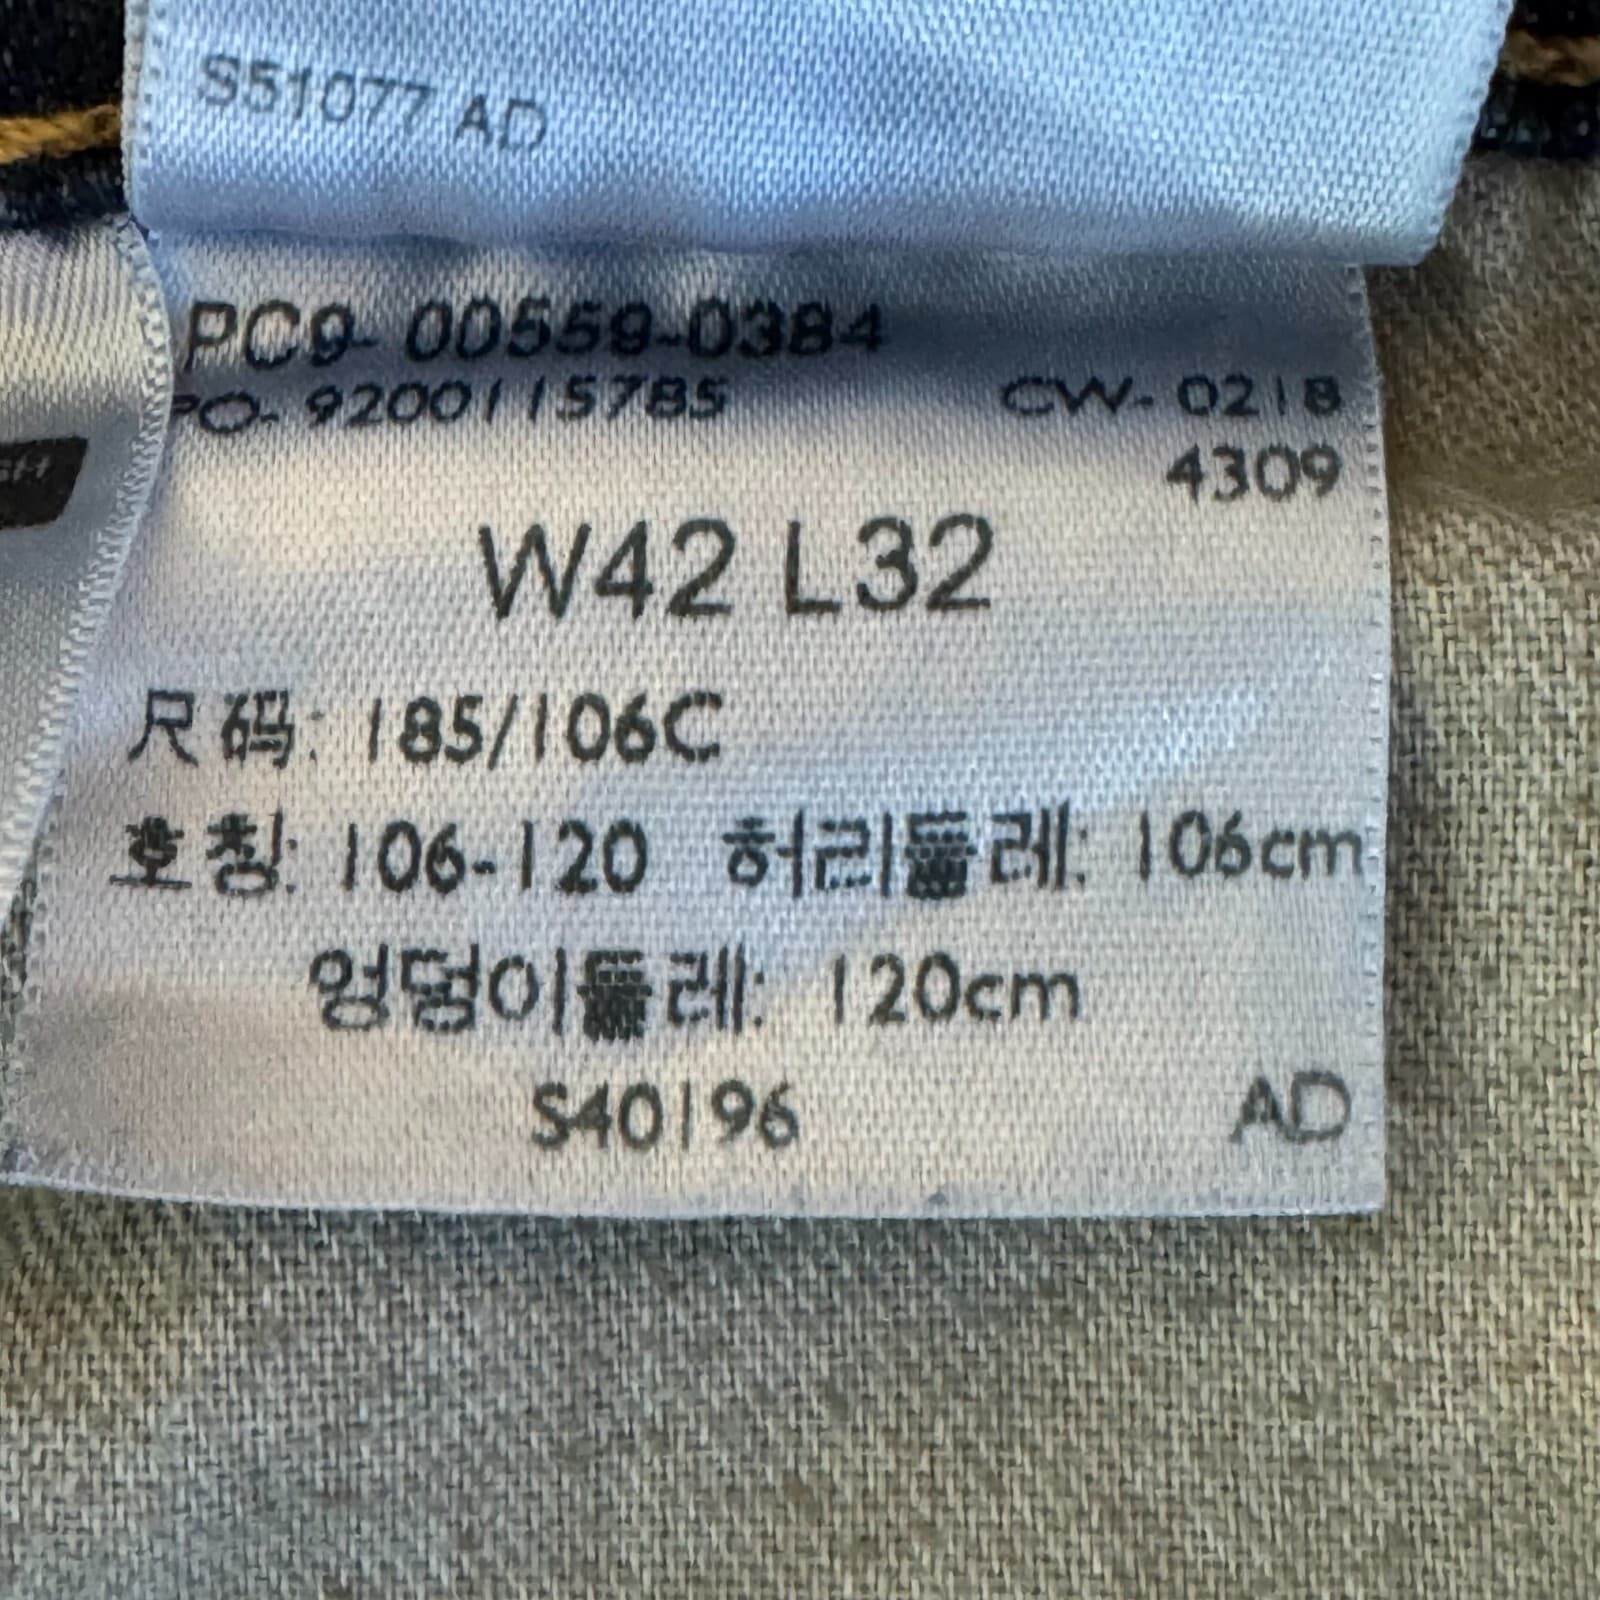 S51077 AD
PC9- 00559-0384
PO- 9200115785 CW- 0218
4309
W42 L32
尺码: 185/106C
호칭: 106-120 허리둘레: 106cm
엉덩이둘레: 120cm
S40196 AD